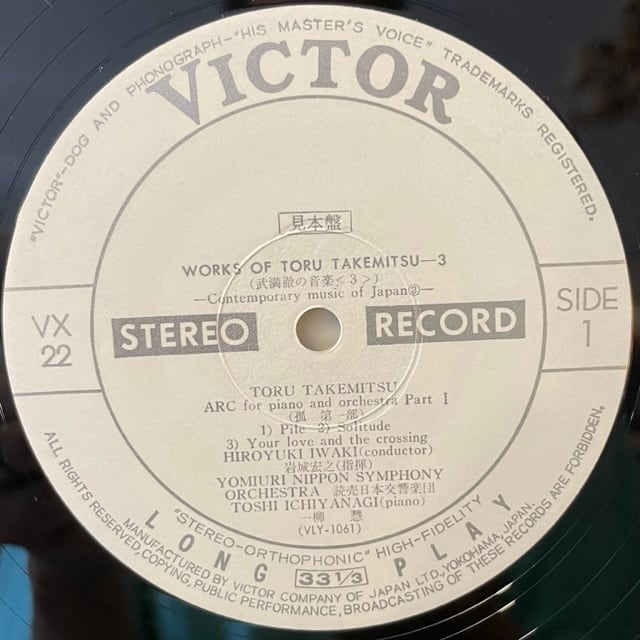 "VICTOR"–DOG AND PHONOGRAPH–"HIS MASTER'S VOICE" TRADEMARKS REGISTERED.
VICTOR
見本盤
WORKS OF TORU TAKEMITSU—3
(武満徹の音楽<3>)
—Contemporary music of Japan③—
VX
22
STEREO
RECORD
SIDE
1
TORU TAKEMITSU
ARC for piano and orchestra Part I
(孤 第一部)
1) Pile 2) Solitude
3) Your love and the crossing
HIROYUKI IWAKI(conductor)
岩城宏之(指揮)
YOMIURI NIPPON SYMPHONY
ORCHESTRA 読売日本交響楽団
TOSHI ICHIYANAGI(piano)
一柳 慧
(VLY-1061)
"STEREO-ORTHOPHONIC" HIGH-FIDELITY
LONG 33 1/3 PLAY
ALL RIGHTS RESERVED.COPYING,PUBLIC PERFORMANCE, BROADCASTING OF THESE RECORDS ARE FORBIDDEN.
MANUFACTURED BY VICTOR COMPANY OF JAPAN LTD.,YOKOHAMA,JAPAN.